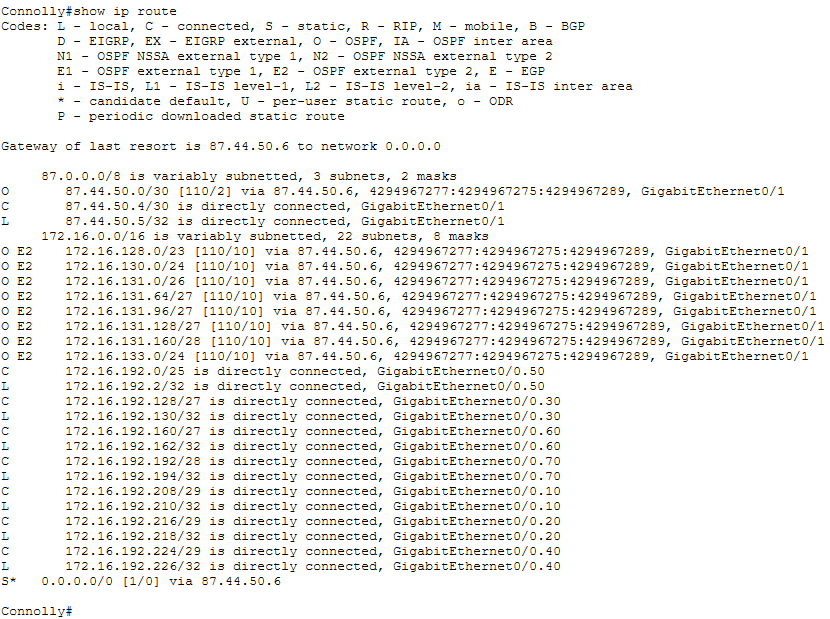 Connolly#show ip route
Codes: L - local, C - connected, S - static, R - RIP, M - mobile, B - BGP
D - EIGRP, EX - EIGRP external, O - OSPF, IA - OSPF inter area
N1 - OSPF NSSA external type 1, N2 - OSPF NSSA external type 2
E1 - OSPF external type 1, E2 - OSPF external type 2, E - EGP
i - IS-IS, L1 - IS-IS level-1, L2 - IS-IS level-2, ia - IS-IS inter area
* - candidate default, U - per-user static route, o - ODR
P - periodic downloaded static route
Gateway of last resort is 87.44.50.6 to network 0.0.0.0
87.0.0.0/8 is variably subnetted, 3 subnets, 2 masks
O 87.44.50.0/30 [110/2] via 87.44.50.6, 4294967277:4294967275:4294967289, GigabitEthernet0/1
C 87.44.50.4/30 is directly connected, GigabitEthernet0/1
L 87.44.50.5/32 is directly connected, GigabitEthernet0/1
172.16.0.0/16 is variably subnetted, 22 subnets, 8 masks
O E2 172.16.128.0/23 [110/10] via 87.44.50.6, 4294967277:4294967275:4294967289, GigabitEthernet0/1
O E2 172.16.130.0/24 [110/10] via 87.44.50.6, 4294967277:4294967275:4294967289, GigabitEthernet0/1
O E2 172.16.131.0/26 [110/10] via 87.44.50.6, 4294967277:4294967275:4294967289, GigabitEthernet0/1
O E2 172.16.131.64/27 [110/10] via 87.44.50.6, 4294967277:4294967275:4294967289, GigabitEthernet0/1
O E2 172.16.131.96/27 [110/10] via 87.44.50.6, 4294967277:4294967275:4294967289, GigabitEthernet0/1
O E2 172.16.131.128/27 [110/10] via 87.44.50.6, 4294967277:4294967275:4294967289, GigabitEthernet0/1
O E2 172.16.131.160/28 [110/10] via 87.44.50.6, 4294967277:4294967275:4294967289, GigabitEthernet0/1
O E2 172.16.133.0/24 [110/10] via 87.44.50.6, 4294967277:4294967275:4294967289, GigabitEthernet0/1
C 172.16.192.0/25 is directly connected, GigabitEthernet0/0.50
L 172.16.192.2/32 is directly connected, GigabitEthernet0/0.50
C 172.16.192.128/27 is directly connected, GigabitEthernet0/0.30
L 172.16.192.130/32 is directly connected, GigabitEthernet0/0.30
C 172.16.192.160/27 is directly connected, GigabitEthernet0/0.60
L 172.16.192.162/32 is directly connected, GigabitEthernet0/0.60
C 172.16.192.192/28 is directly connected, GigabitEthernet0/0.70
L 172.16.192.194/32 is directly connected, GigabitEthernet0/0.70
C 172.16.192.208/29 is directly connected, GigabitEthernet0/0.10
L 172.16.192.210/32 is directly connected, GigabitEthernet0/0.10
C 172.16.192.216/29 is directly connected, GigabitEthernet0/0.20
L 172.16.192.218/32 is directly connected, GigabitEthernet0/0.20
C 172.16.192.224/29 is directly connected, GigabitEthernet0/0.40
L 172.16.192.226/32 is directly connected, GigabitEthernet0/0.40
S* 0.0.0.0/0 [1/0] via 87.44.50.6
Connolly#